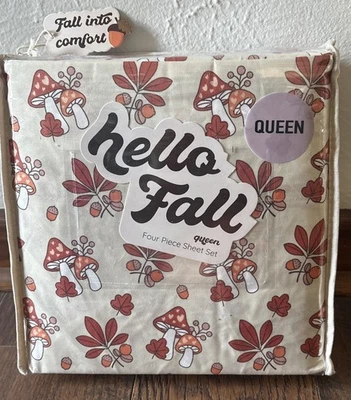 Fall into
comfort
QUEEN
hello
Fall
queen
Four Piece Sheet Set